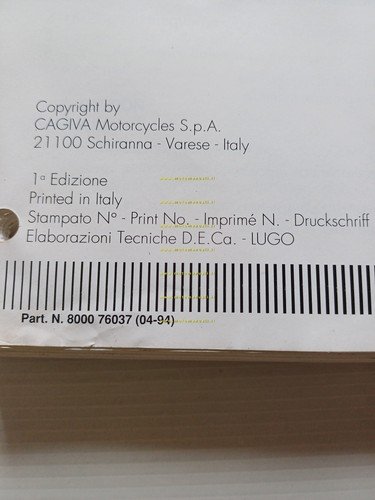 Copyright by
CAGIVA Motorcycles S.p.A.
21100 Schiranna - Varese - Italy
1ª Edizione
Printed in Italy
Stampato N° - Print No. - Imprimé N. - Druckschrift
Elaborazioni Tecniche D.E.Ca. - LUGO
Part. N. 8000 76037 (04-94)